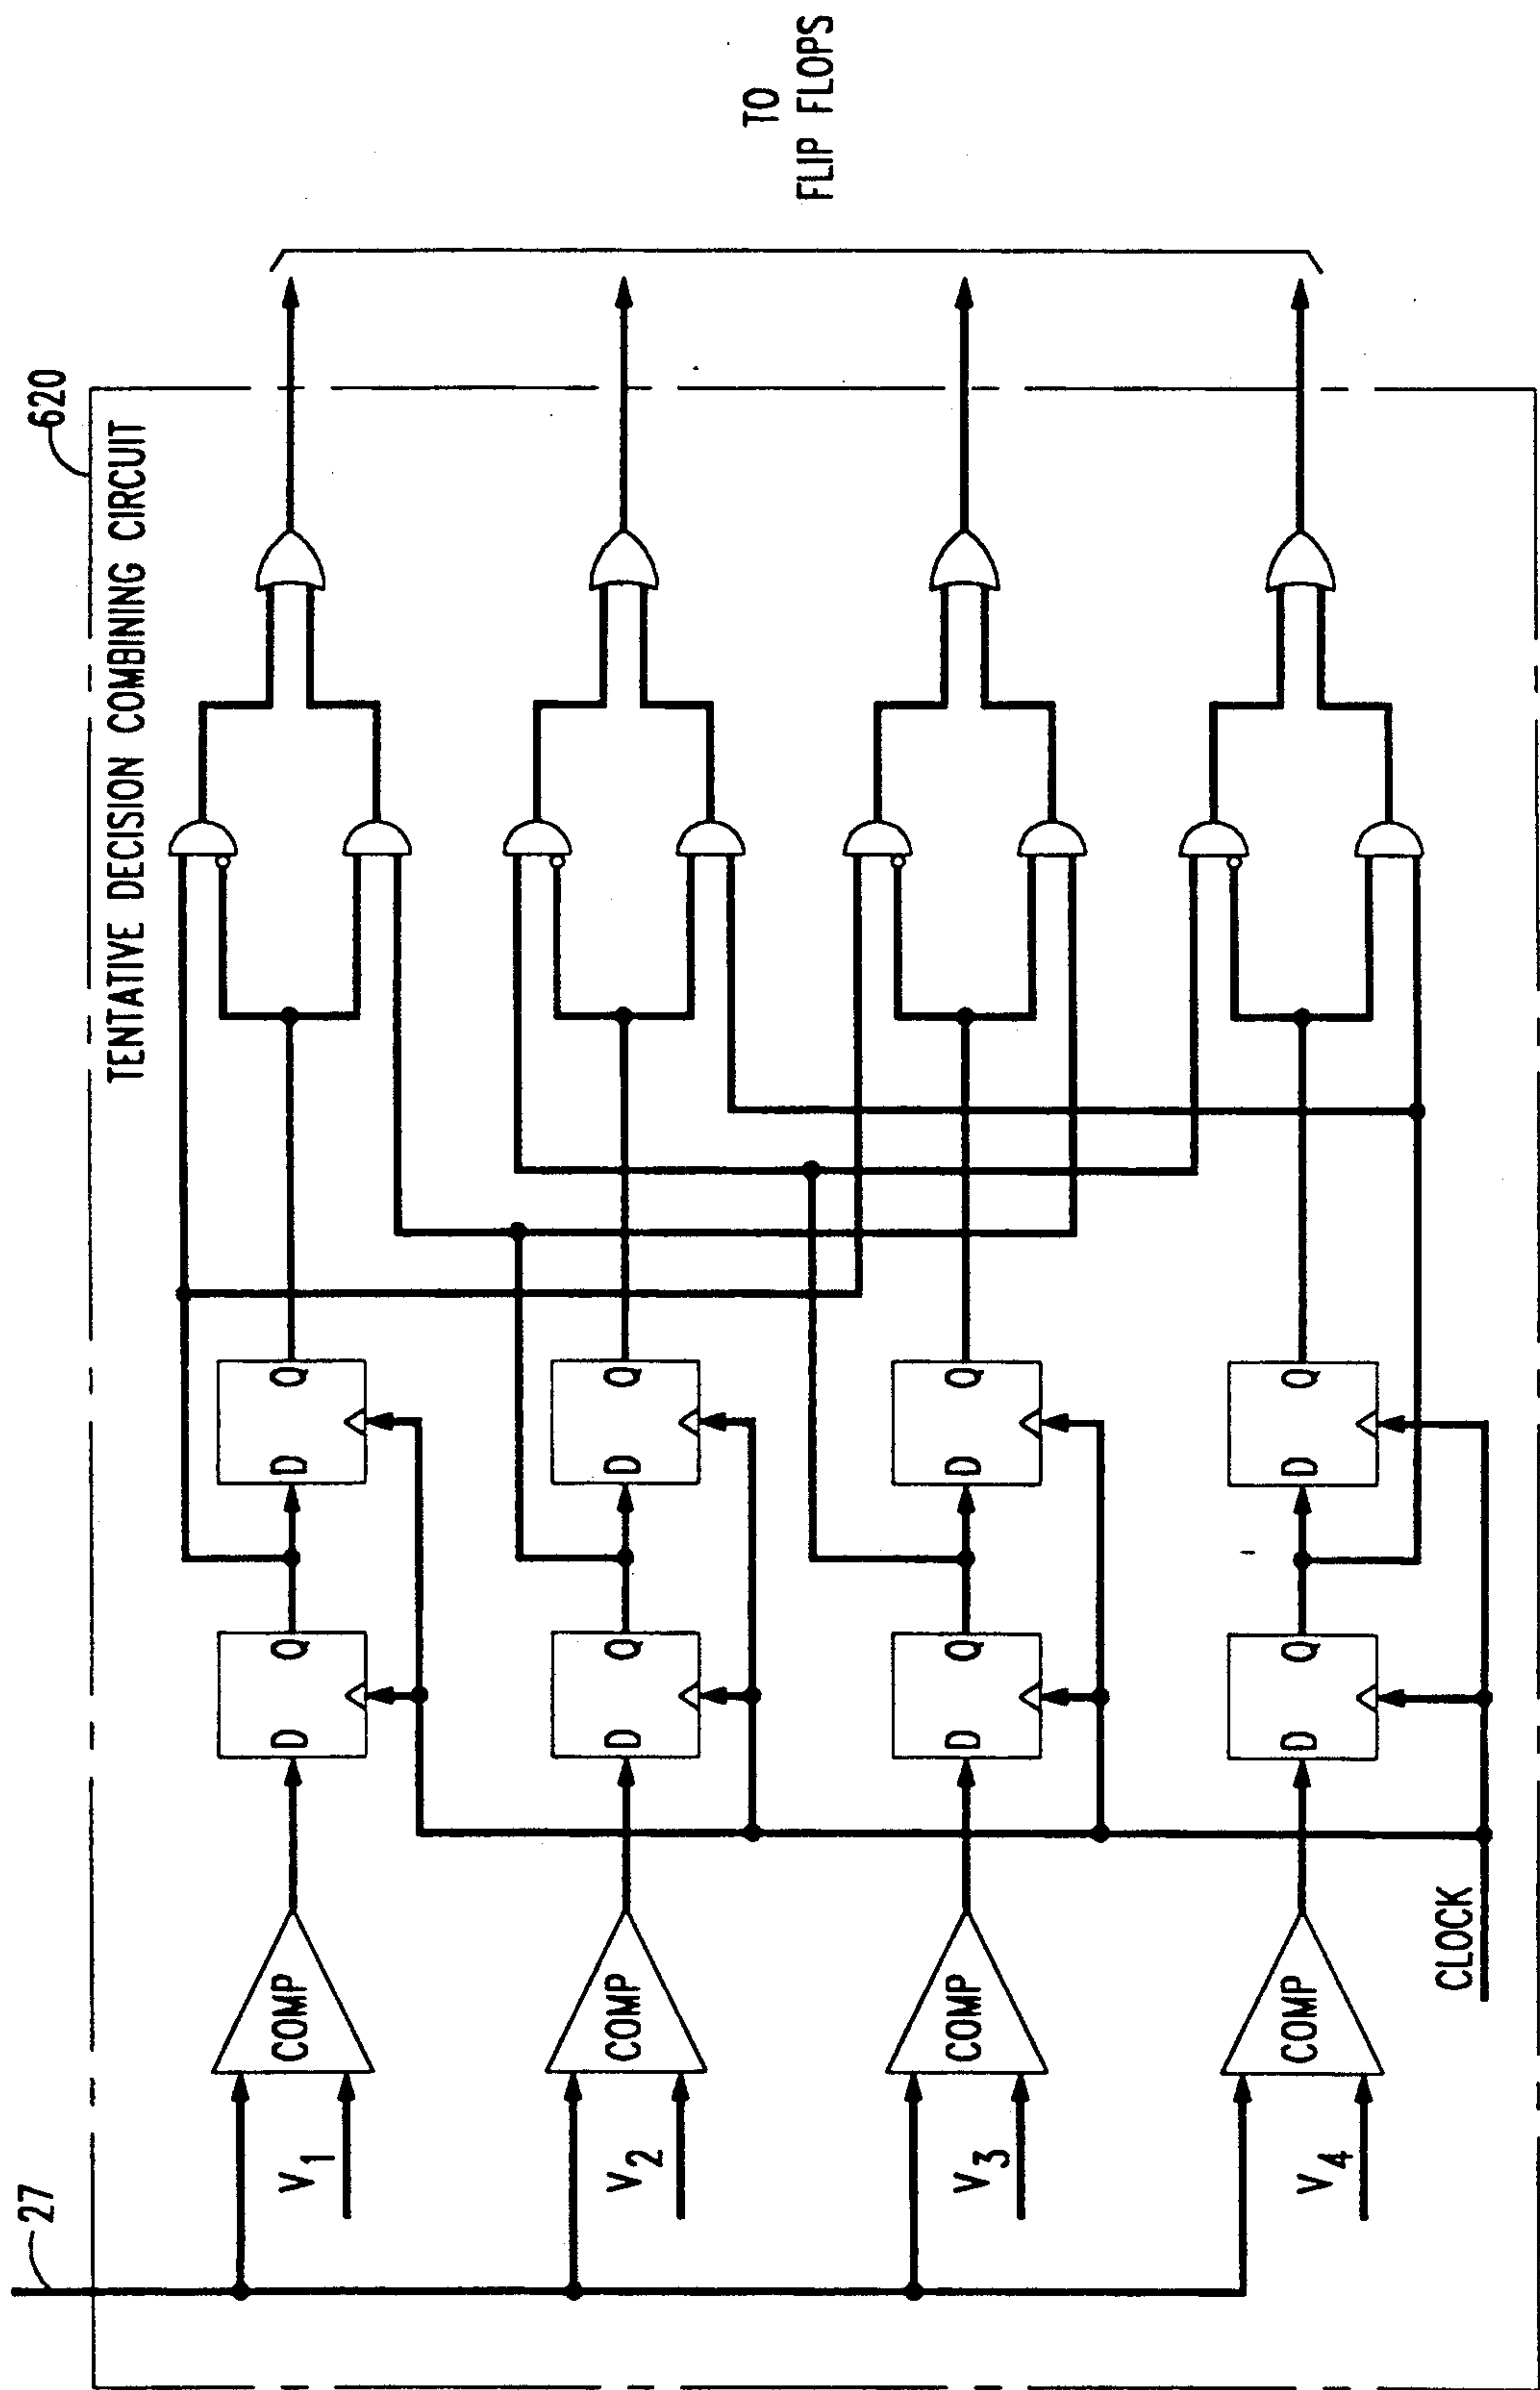 620
TENTATIVE DECISION COMBINING CIRCUIT
27
COMP
V1
D
Q
D
Q
COMP
V2
D
Q
D
Q
COMP
V3
D
Q
D
Q
COMP
V4
D
Q
D
Q
CLOCK
TO
FLIP FLOPS